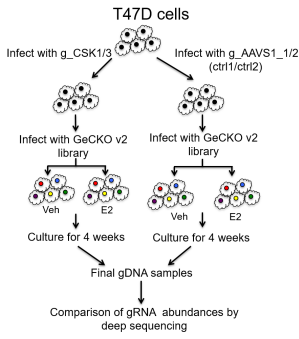 T47D cells
Infect with g_CSK1/3
Infect with g_AAVS1_1/2
(ctrl1/ctrl2)
Infect with GeCKO v2
library
Infect with GeCKO v2
library
Veh
E2
Veh
E2
Culture for 4 weeks
Culture for 4 weeks
Final gDNA samples
Comparison of gRNA abundances by
deep sequencing